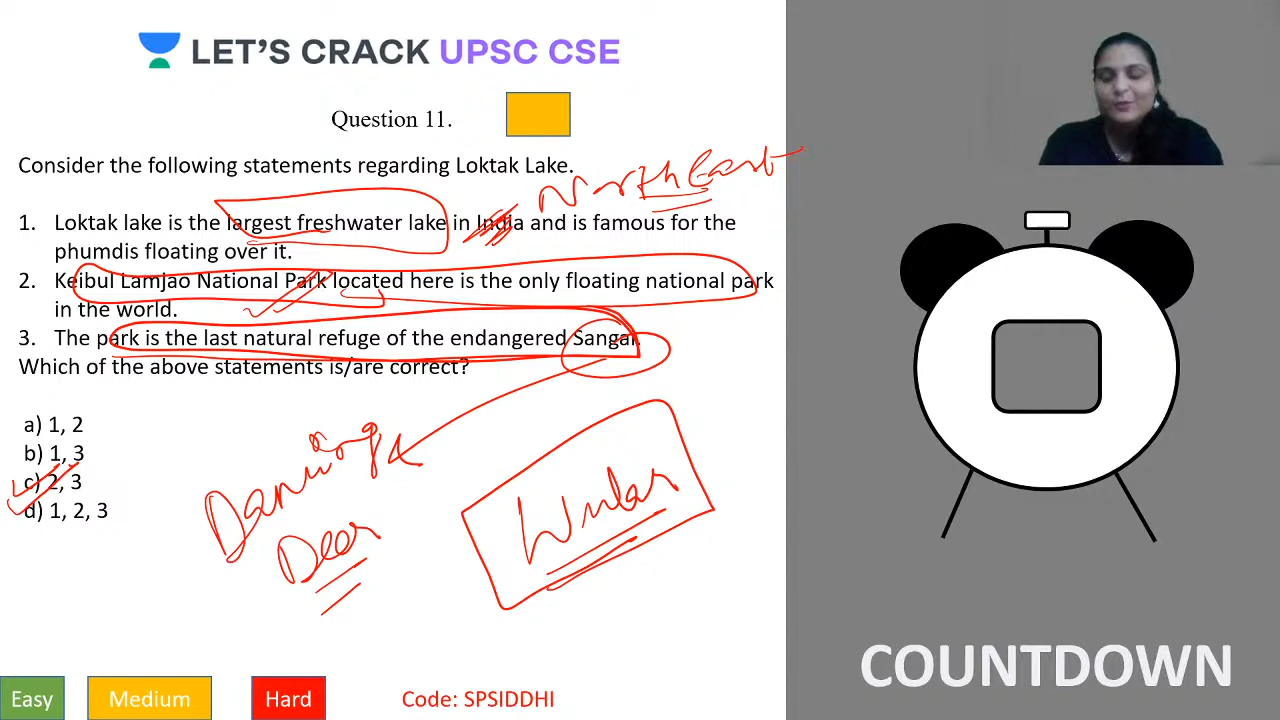 LET'S CRACK UPSC CSE
Question 11.
Consider the following statements regarding Loktak Lake.
North East
1. Loktak lake is the largest freshwater lake in India and is famous for the
phumdis floating over it.
2. Keibul Lamjao National Park located here is the only floating national park
in the world.
3. The park is the last natural refuge of the endangered Sangai.
Which of the above statements is/are correct?
a) 1, 2
b) 1, 3
c) 2, 3
d) 1, 2, 3
Dancing
Deer
Wular
COUNTDOWN
Easy
Medium
Hard
Code: SPSIDDHI